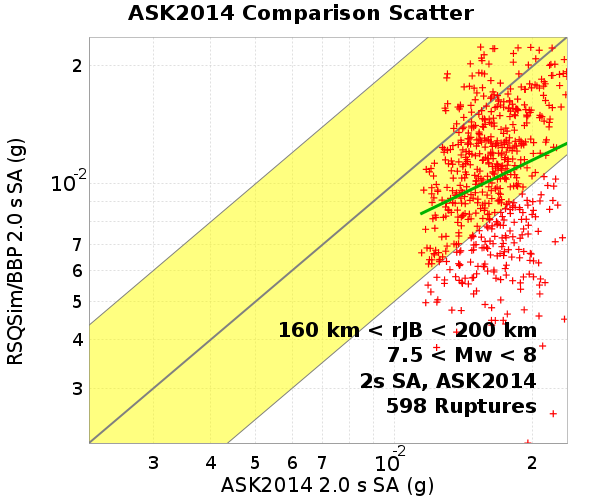 ASK2014 Comparison Scatter
RSQSim/BBP 2.0 s SA (g)
2
10-2
7
6
5
4
3
160 km < rJB < 200 km
7.5 < Mw < 8
2s SA, ASK2014
598 Ruptures
3 4 5 6 7 10-2 2
ASK2014 2.0 s SA (g)